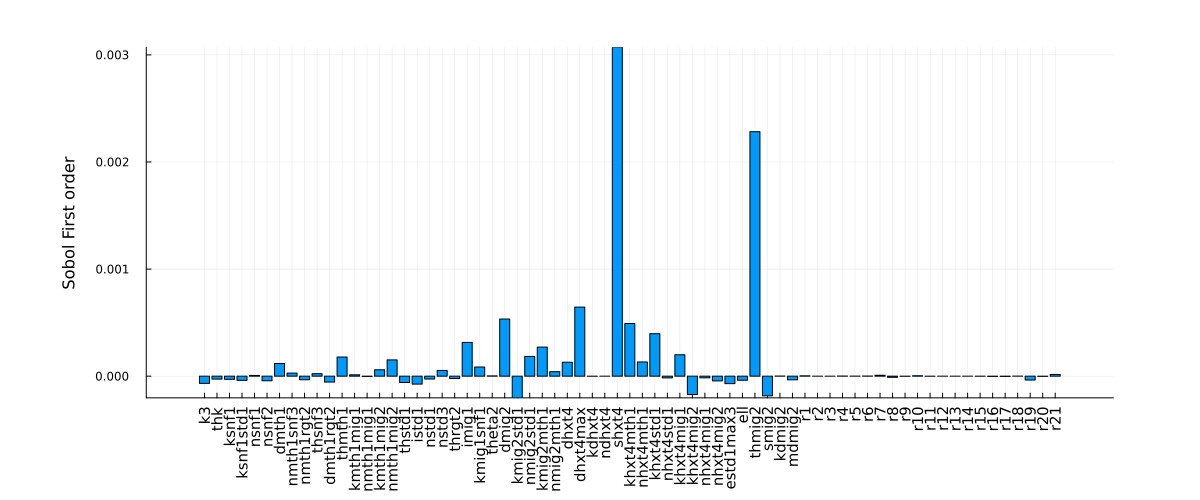 Sobol First order
0.003
0.002
0.001
0.000
k3
thk
ksnf1
ksnf1std1
nsnf1
nsnf2
dmth1
nmth1snf3
nmth1rgt2
thsnf3
dmth1rgt2
thmth1
kmth1mig1
nmth1mig1
kmth1mig2
nmth1mig2
thstd1
istd1
nstd1
nstd3
thrgt2
imig1
kmig1snf1
theta2
dmig2
kmig2std1
nmig2std1
kmig2mth1
nmig2mth1
dhxt4
dhxt4max
kdhxt4
ndhxt4
shxt4
khxt4mth1
nhxt4mth1
khxt4std1
nhxt4std1
khxt4mig1
khxt4mig2
nhxt4mig1
nhxt4mig2
estd1max3
ell
thmig2
smig2
kdmig2
mdmig2
r1
r2
r3
r4
r5
r6
r7
r8
r9
r10
r11
r12
r13
r14
r15
r16
r17
r18
r19
r20
r21